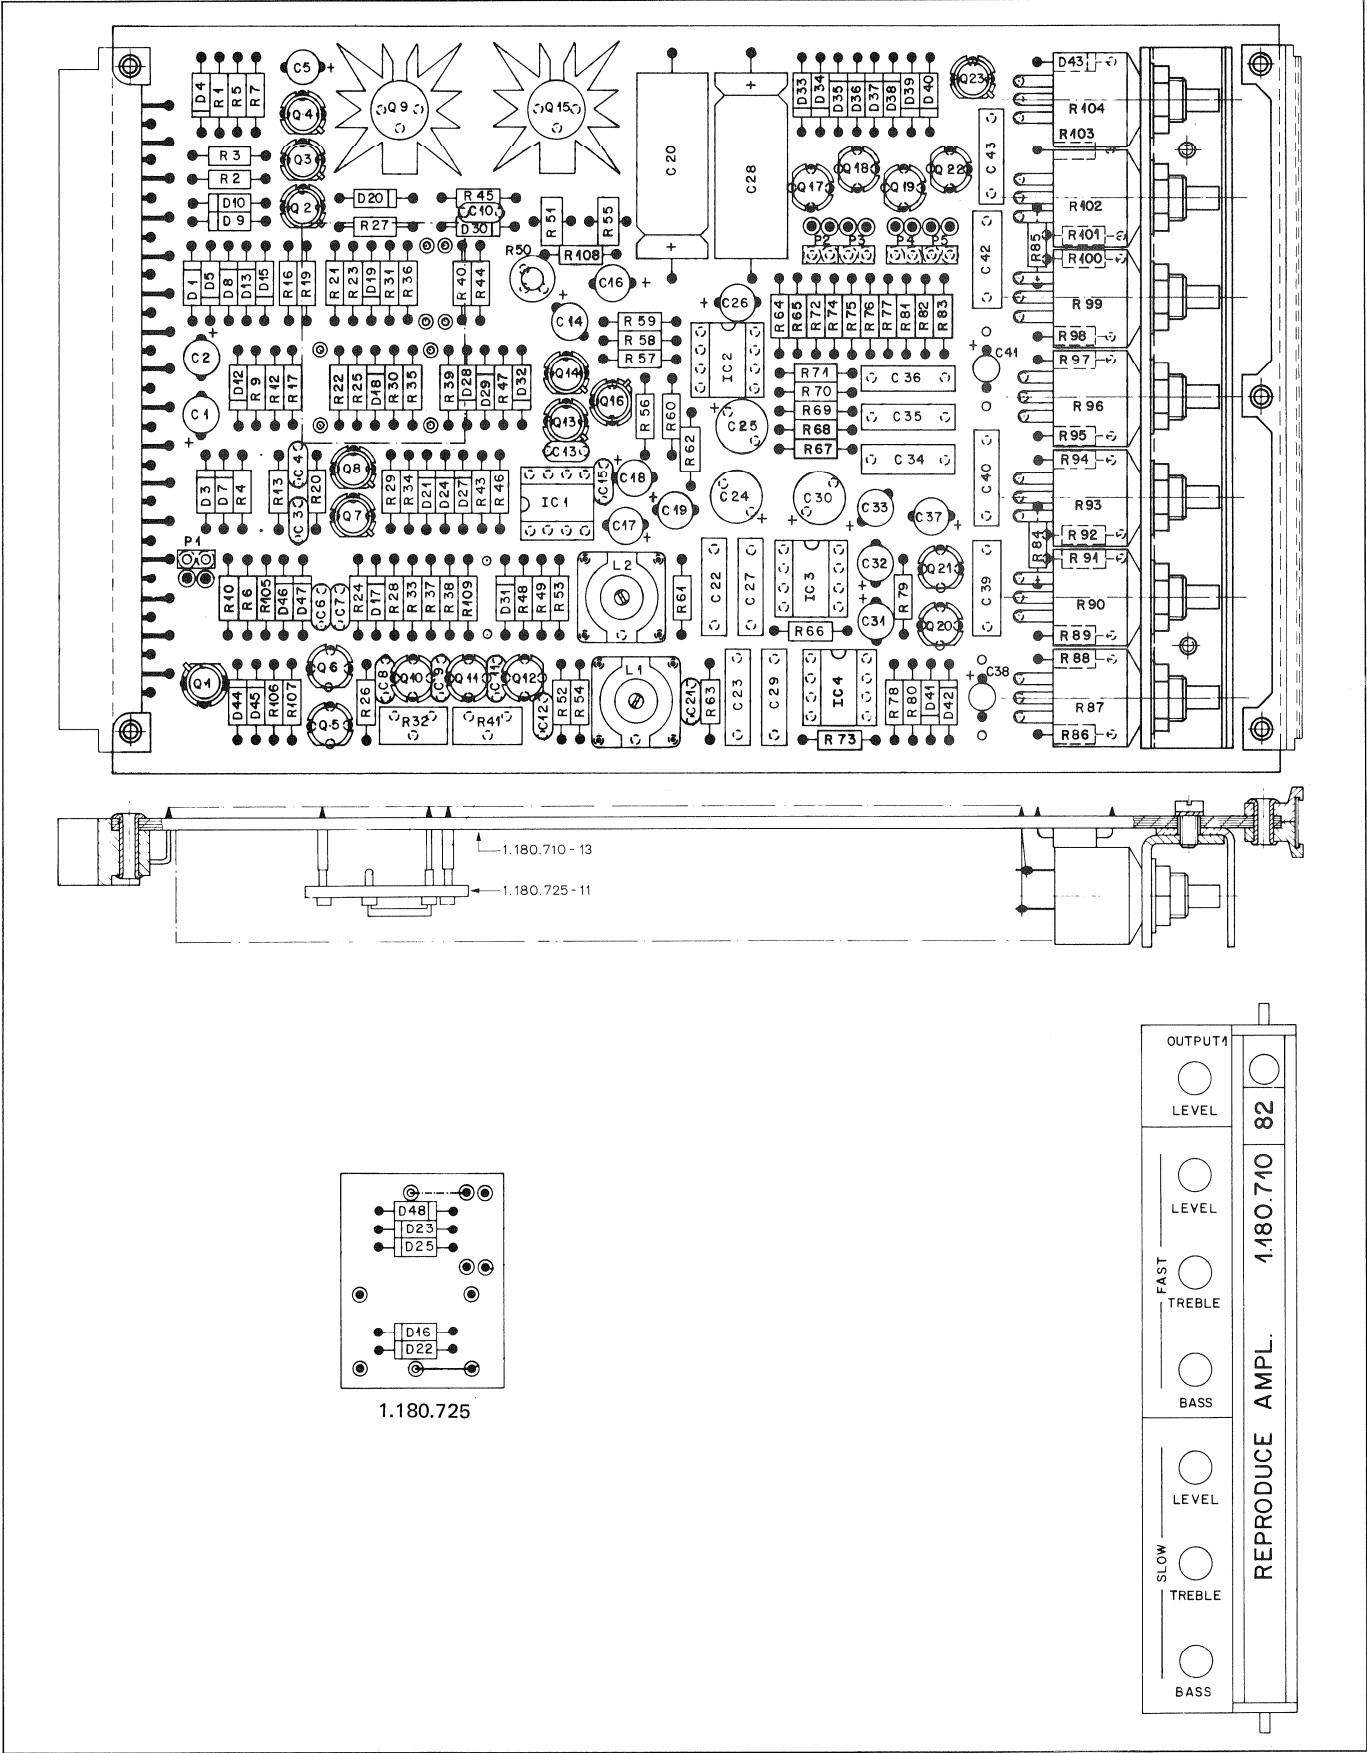 D4 R1 R5 R7 C5 +
Q4 Q9 Q15
Q3
Q2
R3
R2
D10
D9
D20
R27
R45
C10
D30
R51 R55
R108
R50
C20 +
+ C28
D33 D34 D35 D36 D37 D38 D39 D40
Q23
C43
Q17 Q18 Q19 Q22
P2 P3 P4 P5
C42
D43
R104
R103
R102
R85
R101
R100
R99
R98
D1 D5 D8 D13 D15 R16 R19 R21 R23 D19 R31 R36 R40 R44
C16 +
+ C14
+ C26
R59
R58
R57
IC2
R64 R65 R72 R74 R75 R76 R77 R81 R82 R83
+ C2
C1 +
D12 R9 R12 R17 R22 R25 D18 R30 R35 R39 D28 D29 R47 D32
Q14
Q13
C13
Q16
R56 R60 R62
+ C25
R71
R70
R69
R68
R67
C36
C35
C34
+ C41
R97
R96
R95
R94
C40
R93
D3 D7 R4 R13 C4 C3 R20 Q8 Q7 R29 R34 D21 D24 D27 R43 R46
IC1
C15
+ C18
+ C19
C17 +
C24 +
C30 +
C33 +
C37 +
R84
R92
R91
P1
R10 R6 R105 D46 D47 C6 C7 R24 D17 R28 R33 R37 R38 R109 D31 R48 R49 R53
L2
R61
C22 C27
IC3
R66
+ C32
+ C31
R79
Q21
Q20
C39
R90
R89
Q1
D44 D45 R106 R107
Q6
Q5
R26
C8 Q10 C9 Q11 C11 Q12
R32 R41
C12
R52 R54
L1
C21
R63
C23 C29
IC4
R73
R78 R80 D41 D42
+ C38
R88
R87
R86
1.180.710-13
1.180.725-11
D48
D23
D25
D16
D22
1.180.725
OUTPUT1
LEVEL
FAST
LEVEL
TREBLE
BASS
SLOW
LEVEL
TREBLE
BASS
REPRODUCE AMPL. 1.180.710 82